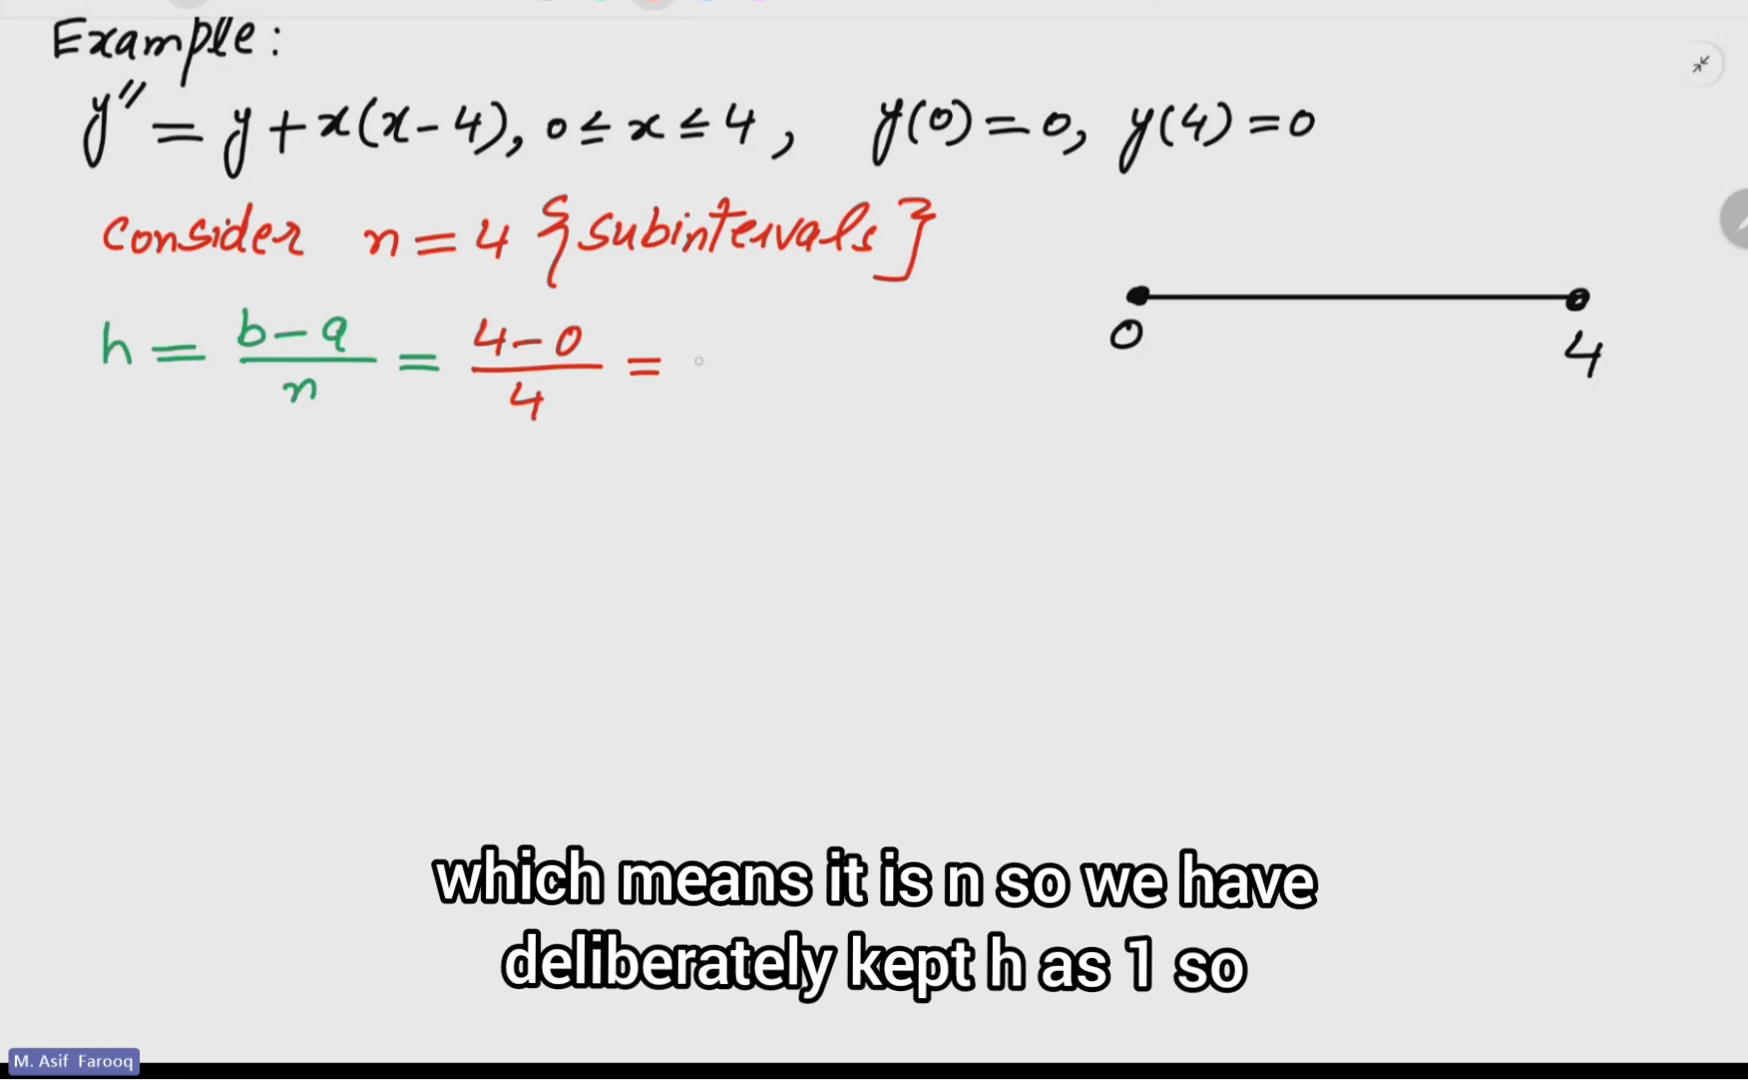 Example:
y″ = y + x(x-4), 0 ≤ x ≤ 4, y(0) = 0, y(4) = 0
Consider n = 4 {subintervals}
h = b-a/n = 4-0/4 =
0
4
which means it is n so we have
deliberately kept h as 1 so
M. Asif Farooq